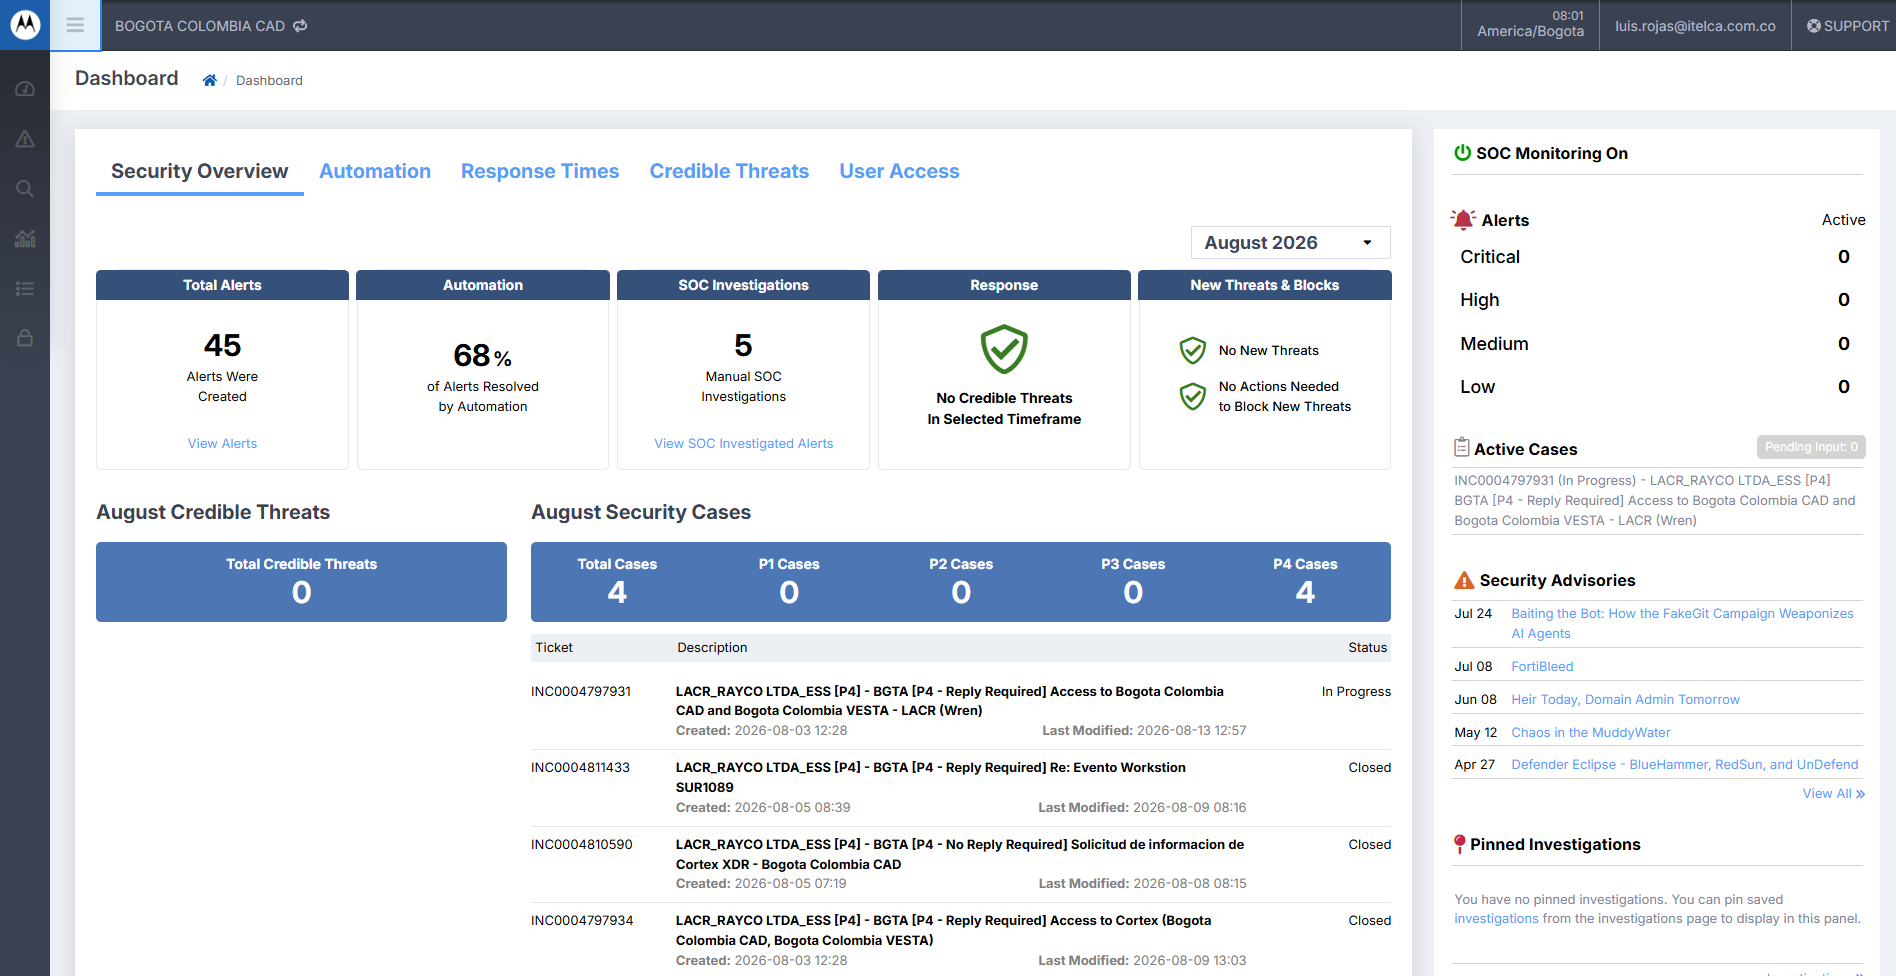 BOGOTA COLOMBIA CAD
08:01
America/Bogota
luis.rojas@itelca.com.co
SUPPORT
Dashboard
/ Dashboard
Security Overview
Automation
Response Times
Credible Threats
User Access
August 2026
Total Alerts
45
Alerts Were
Created
View Alerts
Automation
68 %
of Alerts Resolved
by Automation
SOC Investigations
5
Manual SOC
Investigations
View SOC Investigated Alerts
Response
No Credible Threats
In Selected Timeframe
New Threats & Blocks
No New Threats
No Actions Needed
to Block New Threats
August Credible Threats
Total Credible Threats
0
August Security Cases
Total Cases
4
P1 Cases
0
P2 Cases
0
P3 Cases
0
P4 Cases
4
Ticket Description Status
INC0004797931
LACR_RAYCO LTDA_ESS [P4] - BGTA [P4 - Reply Required] Access to Bogota Colombia
CAD and Bogota Colombia VESTA - LACR (Wren)
Created: 2026-08-03 12:28 Last Modified: 2026-08-13 12:57
In Progress
INC0004811433
LACR_RAYCO LTDA_ESS [P4] - BGTA [P4 - Reply Required] Re: Evento Workstion
SUR1089
Created: 2026-08-05 08:39 Last Modified: 2026-08-09 08:16
Closed
INC0004810590
LACR_RAYCO LTDA_ESS [P4] - BGTA [P4 - No Reply Required] Solicitud de informacion de
Cortex XDR - Bogota Colombia CAD
Created: 2026-08-05 07:19 Last Modified: 2026-08-08 08:15
Closed
INC0004797934
LACR_RAYCO LTDA_ESS [P4] - BGTA [P4 - Reply Required] Access to Cortex (Bogota
Colombia CAD, Bogota Colombia VESTA)
Created: 2026-08-03 12:28 Last Modified: 2026-08-09 13:03
Closed
SOC Monitoring On
Alerts Active
Critical 0
High 0
Medium 0
Low 0
Active Cases
Pending Input: 0
INC0004797931 (In Progress) - LACR_RAYCO LTDA_ESS [P4]
BGTA [P4 - Reply Required] Access to Bogota Colombia CAD and
Bogota Colombia VESTA - LACR (Wren)
Security Advisories
Jul 24 Baiting the Bot: How the FakeGit Campaign Weaponizes
AI Agents
Jul 08 FortiBleed
Jun 08 Heir Today, Domain Admin Tomorrow
May 12 Chaos in the MuddyWater
Apr 27 Defender Eclipse - BlueHammer, RedSun, and UnDefend
View All »
Pinned Investigations
You have no pinned investigations. You can pin saved
investigations from the investigations page to display in this panel.